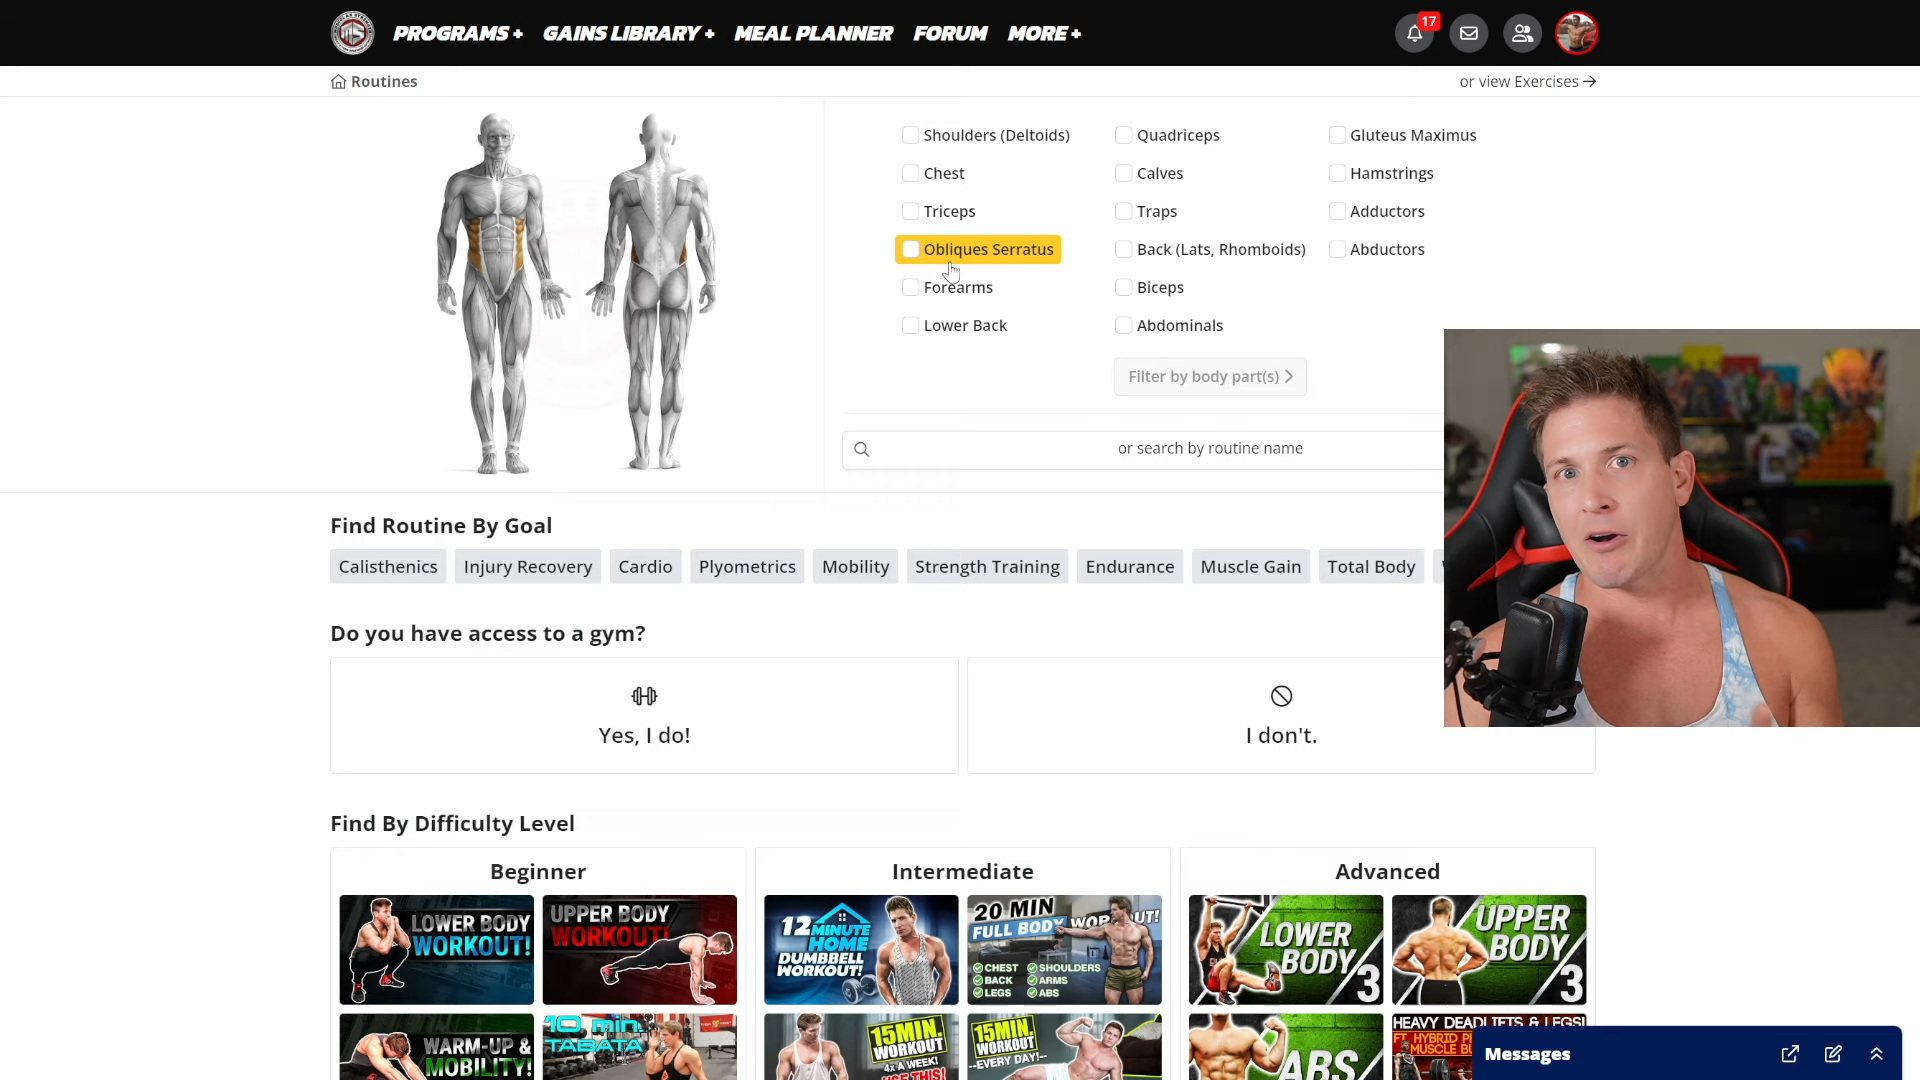 PROGRAMS + GAINS LIBRARY + MEAL PLANNER FORUM MORE +
17
Routines
or view Exercises
Shoulders (Deltoids)
Quadriceps
Gluteus Maximus
Chest
Calves
Hamstrings
Triceps
Traps
Adductors
Obliques Serratus
Back (Lats, Rhomboids)
Abductors
Forearms
Biceps
Lower Back
Abdominals
Filter by body part(s)
or search by routine name
Find Routine By Goal
Calisthenics
Injury Recovery
Cardio
Plyometrics
Mobility
Strength Training
Endurance
Muscle Gain
Total Body
Do you have access to a gym?
Yes, I do!
I don't.
Find By Difficulty Level
Beginner
Intermediate
Advanced
LOWER BODY
WORKOUT!
UPPER BODY
WORKOUT!
12 MINUTE
HOME
DUMBBELL
WORKOUT!
20 MIN
FULL BODY WORKOUT!
CHEST SHOULDERS
BACK ARMS
LEGS ABS
LOWER
BODY
3
UPPER
BODY
3
WARM-UP &
MOBILITY!
10 min.
TABATA
15MIN.
WORKOUT
4X A WEEK!
15MIN.
WORKOUT
--EVERY DAY!--
ABS
HEAVY DEADLIFTS & LEGS!
Messages